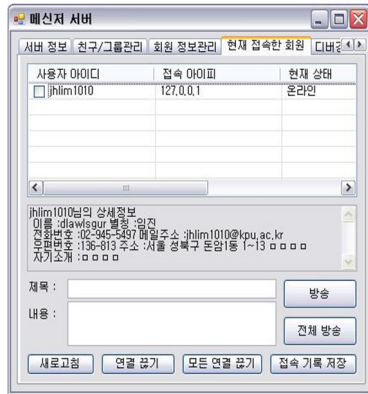 메신저 서버
서버 정보 친구/그룹관리 회원 정보관리 현재 접속한 회원
사용자 아이디 접속 아이피 현재 상태
jhlim1010 127,0,0,1 온라인
jhlim1010님의 상세정보
이름 :dlawlsgur 별칭 :임진
전화번호 :02-945-5497 메일주소 :jhlim1010@kpu,ac,kr
우편번호 :136-813 주소 :서울 성북구 돈암1동 1~13 ㅁㅁㅁㅁ
자기소개 :ㅁㅁㅁㅁ
제목 :
방송
내용 :
전체 방송
새로고침 연결 끊기 모든 연결 끊기 접속 기록 저장